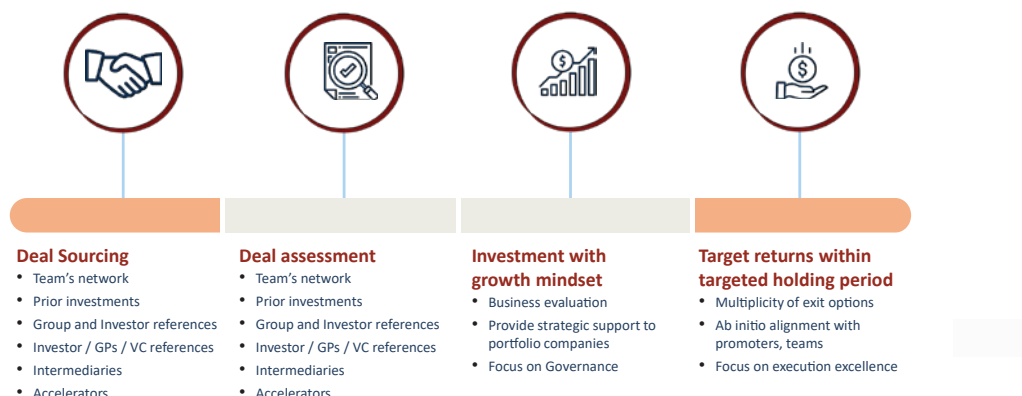 Deal Sourcing
• Team’s network
• Prior investments
• Group and Investor references
• Investor / GPs / VC references
• Intermediaries
• Accelerators
Deal assessment
• Team’s network
• Prior investments
• Group and Investor references
• Investor / GPs / VC references
• Intermediaries
• Accelerators
Investment with
growth mindset
• Business evaluation
• Provide strategic support to
portfolio companies
• Focus on Governance
Target returns within
targeted holding period
• Multiplicity of exit options
• Ab initio alignment with
promoters, teams
• Focus on execution excellence